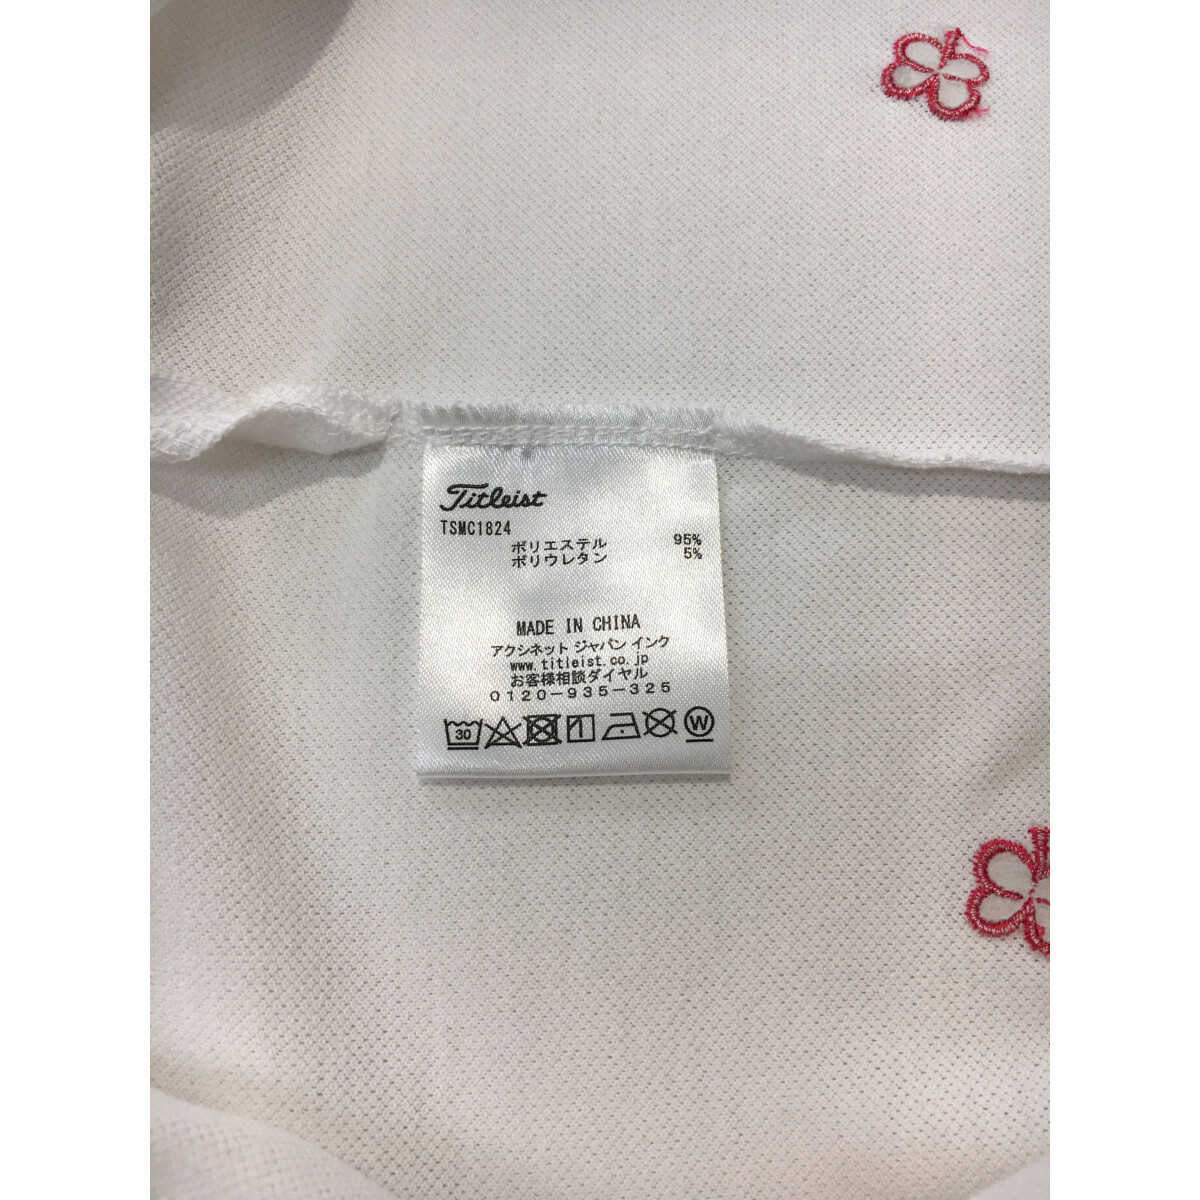 Titleist
TSMC1824
ポリエステル 95%
ポリウレタン 5%
MADE IN CHINA
アクシネット ジャパン インク
www.titleist.co.jp
お客様相談ダイヤル
0120-935-325
30
W